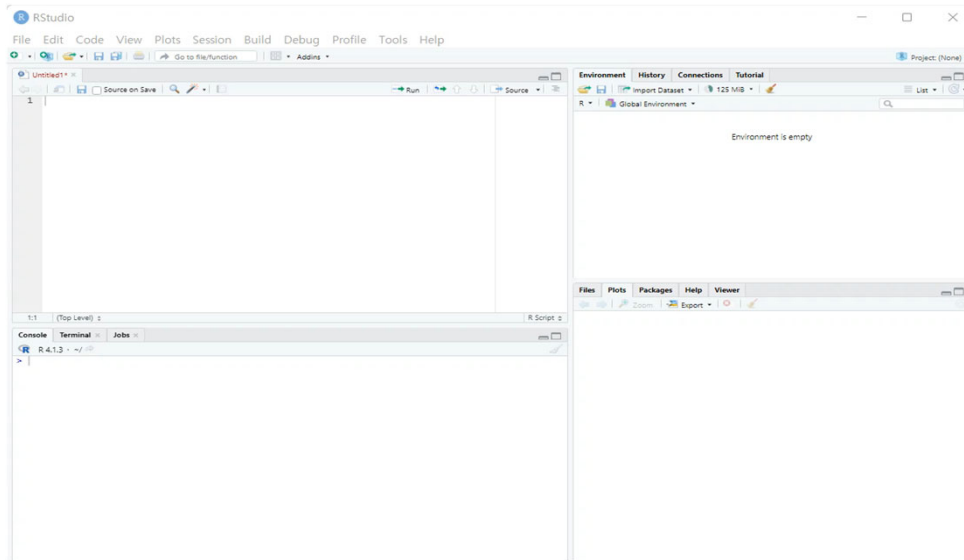 RStudio
File Edit Code View Plots Session Build Debug Profile Tools Help
Go to file/function Addins
Project: (None)
Untitled1*
Source on Save Run Source
1
1:1 (Top Level) R Script
Console Terminal Jobs
R 4.1.3 · ~/
>
Environment History Connections Tutorial
Import Dataset 125 MiB List
R Global Environment
Environment is empty
Files Plots Packages Help Viewer
Zoom Export